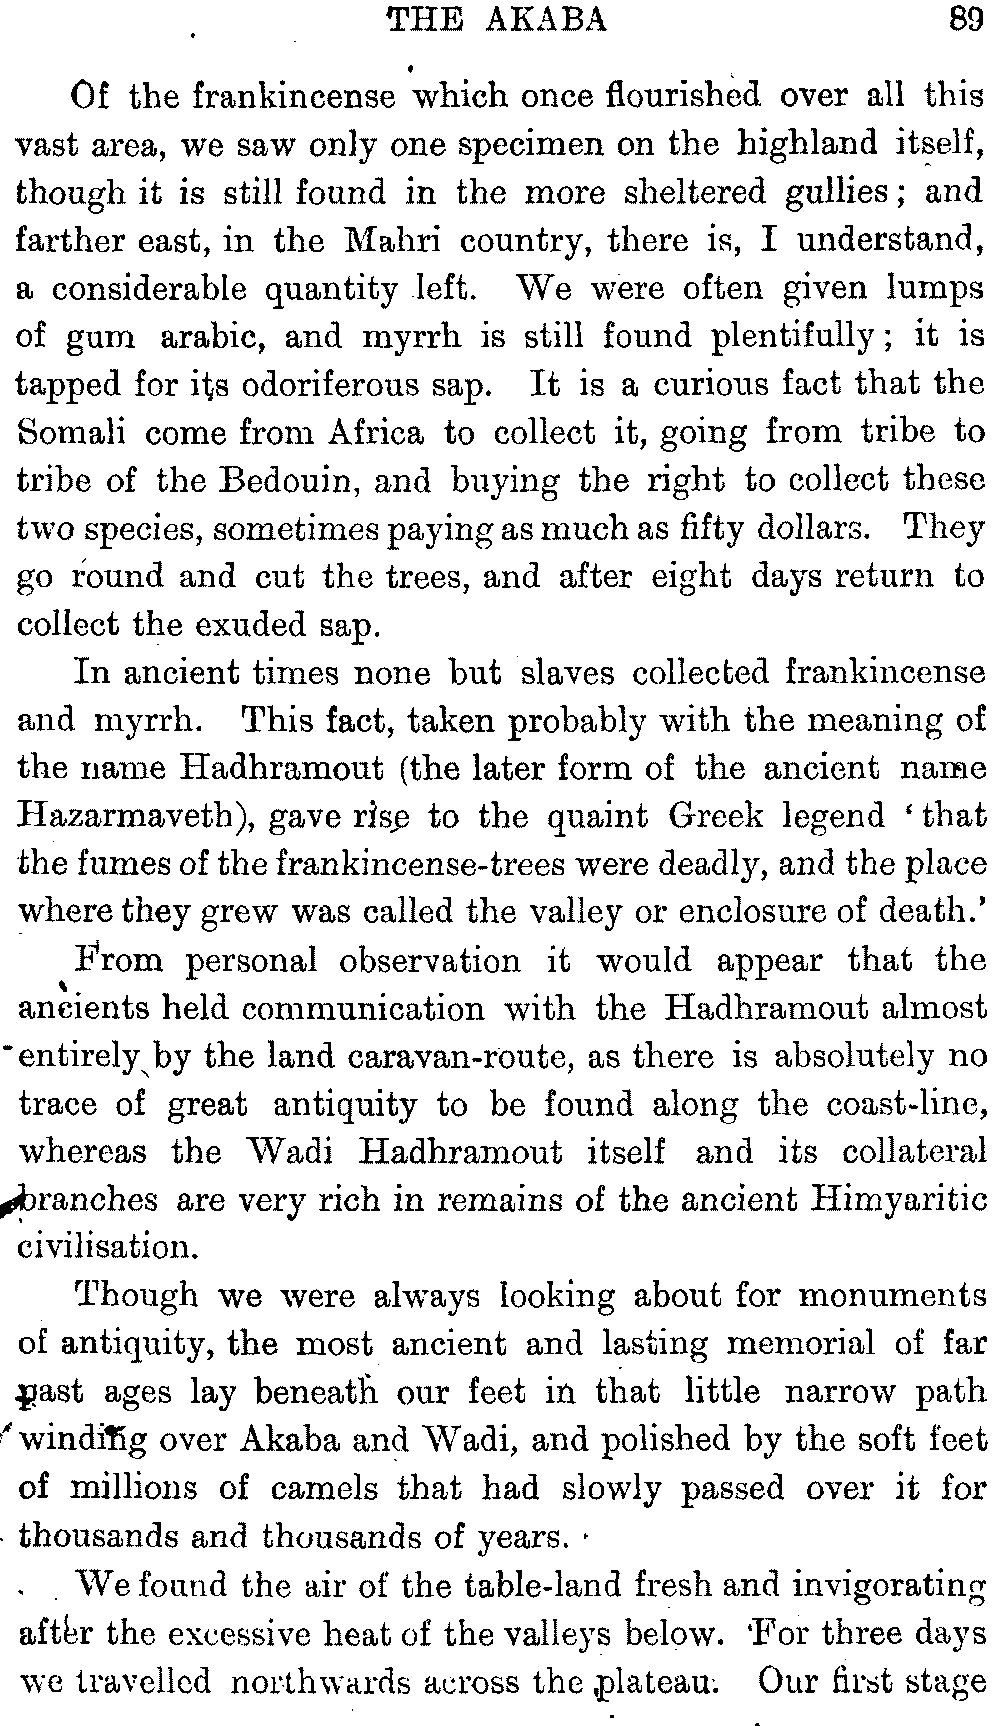 THE AKABA 89
Of the frankincense which once flourished over all this
vast area, we saw only one specimen on the highland itself,
though it is still found in the more sheltered gullies; and
farther east, in the Mahri country, there is, I understand,
a considerable quantity left. We were often given lumps
of gum arabic, and myrrh is still found plentifully; it is
tapped for its odoriferous sap. It is a curious fact that the
Somali come from Africa to collect it, going from tribe to
tribe of the Bedouin, and buying the right to collect these
two species, sometimes paying as much as fifty dollars. They
go round and cut the trees, and after eight days return to
collect the exuded sap.
In ancient times none but slaves collected frankincense
and myrrh. This fact, taken probably with the meaning of
the name Hadhramout (the later form of the ancient name
Hazarmaveth), gave rise to the quaint Greek legend ‘that
the fumes of the frankincense-trees were deadly, and the place
where they grew was called the valley or enclosure of death.’
From personal observation it would appear that the
ancients held communication with the Hadhramout almost
entirely by the land caravan-route, as there is absolutely no
trace of great antiquity to be found along the coast-line,
whereas the Wadi Hadhramout itself and its collateral
branches are very rich in remains of the ancient Himyaritic
civilisation.
Though we were always looking about for monuments
of antiquity, the most ancient and lasting memorial of far
past ages lay beneath our feet in that little narrow path
winding over Akaba and Wadi, and polished by the soft feet
of millions of camels that had slowly passed over it for
thousands and thousands of years.
We found the air of the table-land fresh and invigorating
after the excessive heat of the valleys below. For three days
we travelled northwards across the plateau. Our first stage